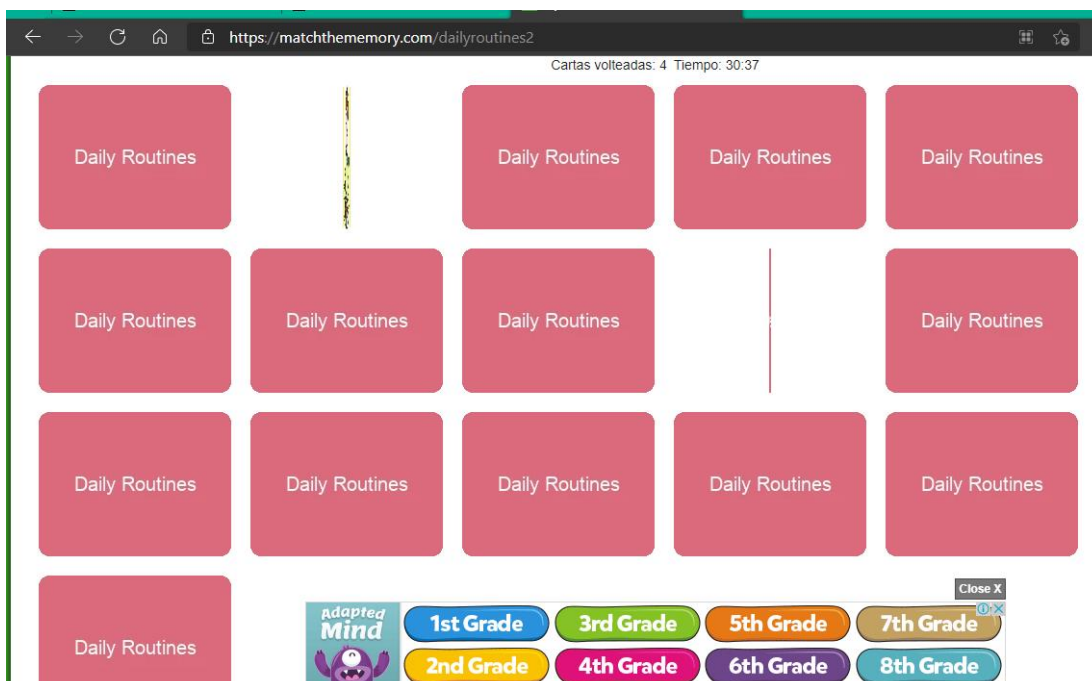 https://matchthememory.com/dailyroutines2
Cartas volteadas: 4 Tiempo: 30:37
Daily Routines
Daily Routines
Daily Routines
Daily Routines
Daily Routines
Daily Routines
Daily Routines
Daily Routines
Daily Routines
Daily Routines
Daily Routines
Daily Routines
Daily Routines
Daily Routines
Close X
Adapted
Mind
1st Grade
3rd Grade
5th Grade
7th Grade
2nd Grade
4th Grade
6th Grade
8th Grade